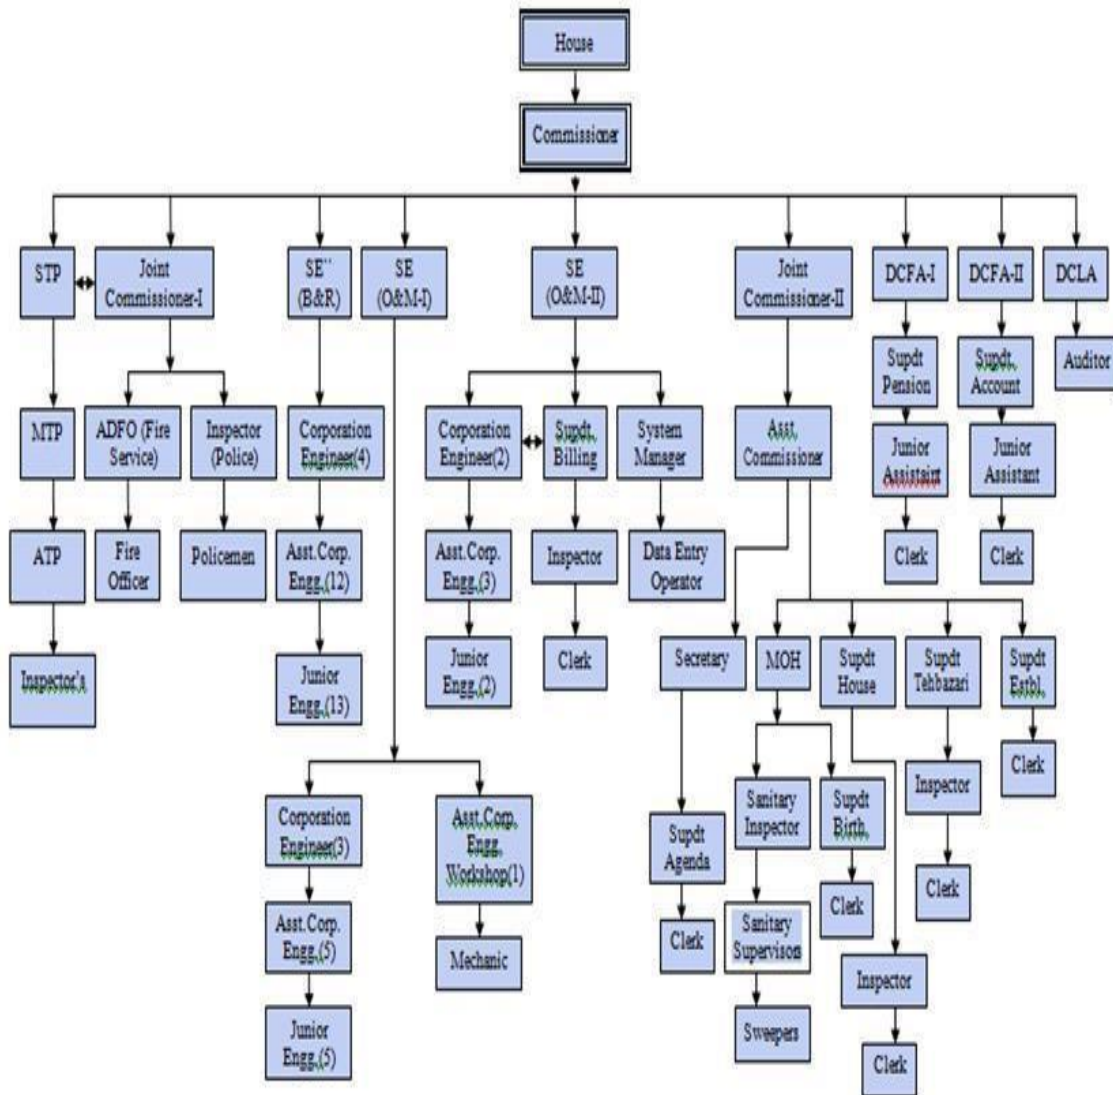 House
Commissioner
STP
Joint
Commissioner-I
SE``
(B&R)
SE
(O&M-I)
SE
(O&M-II)
Joint
Commissioner-II
DCFA-I
DCFA-II
DCLA
Supdt
Pension
Supdt.
Account
Auditor
MTP
ADFO (Fire
Service)
Inspector
(Police)
Corporation
Engineer(4)
Corporation
Engineer(2)
Supdt.
Billing
System
Manager
Asst.
Commissioner
Junior
Assistaint
Junior
Assistant
ATP
Fire
Officer
Policemen
Asst.Corp.
Engg.(12)
Asst.Corp.
Engg.(3)
Inspector
Data Entry
Operator
Clerk
Clerk
Inspector's
Junior
Engg.(13)
Junior
Engg.(2)
Clerk
Secretary
MOH
Supdt
House
Supdt
Tehbazari
Supdt
Estbl.
Clerk
Corporation
Engineer(3)
Asst.Corp.
Engg.
Workshop(1)
Supdt
Agenda
Sanitary
Inspector
Supdt
Birth.
Inspector
Clerk
Asst.Corp.
Engg.(5)
Mechanic
Clerk
Sanitary
Supervisors
Clerk
Inspector
Junior
Engg.(5)
Sweepers
Clerk